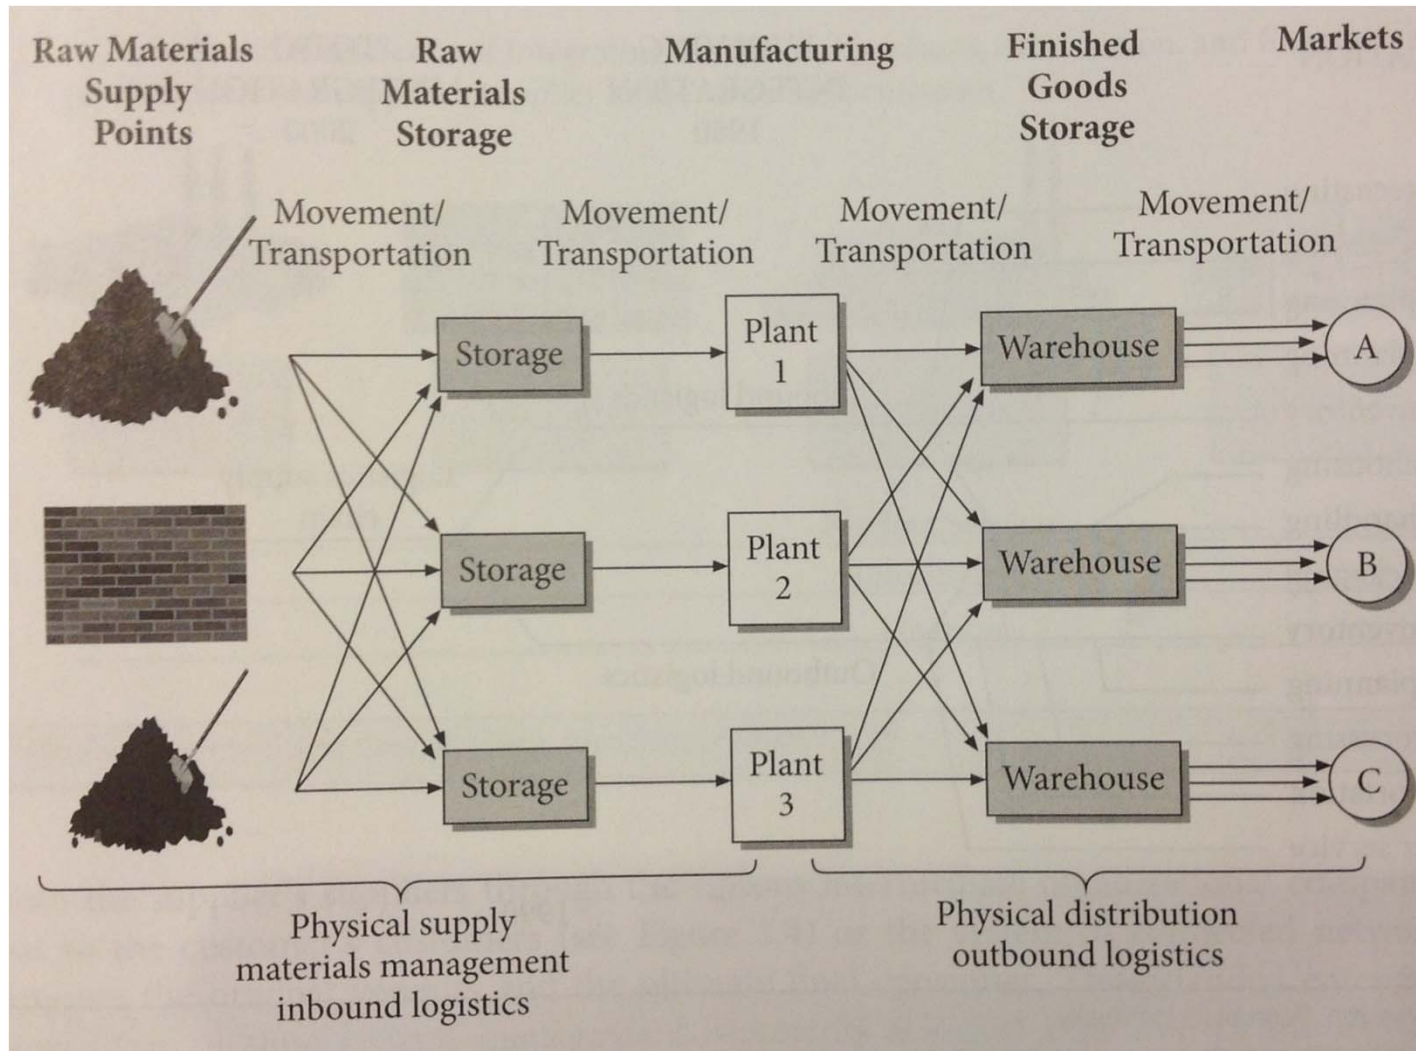 Raw Materials
Supply
Points
Raw
Materials
Storage
Manufacturing
Finished
Goods
Storage
Markets
Movement/
Transportation
Movement/
Transportation
Movement/
Transportation
Movement/
Transportation
Storage
Plant
1
Warehouse
A
Storage
Plant
2
Warehouse
B
Storage
Plant
3
Warehouse
C
Physical supply
materials management
inbound logistics
Physical distribution
outbound logistics